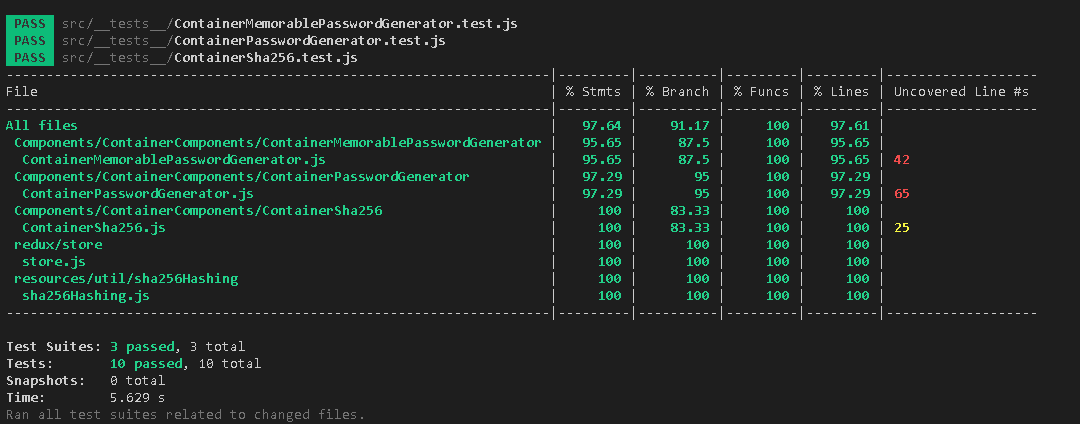 PASS src/__tests__/ContainerMemorablePasswordGenerator.test.js
PASS src/__tests__/ContainerPasswordGenerator.test.js
PASS src/__tests__/ContainerSha256.test.js
-------------------------------------------------------------------|---------|----------|---------|---------|-------------------
File | % Stmts | % Branch | % Funcs | % Lines | Uncovered Line #s
-------------------------------------------------------------------|---------|----------|---------|---------|-------------------
All files | 97.64 | 91.17 | 100 | 97.61 |
Components/ContainerComponents/ContainerMemorablePasswordGenerator | 95.65 | 87.5 | 100 | 95.65 |
ContainerMemorablePasswordGenerator.js | 95.65 | 87.5 | 100 | 95.65 | 42
Components/ContainerComponents/ContainerPasswordGenerator | 97.29 | 95 | 100 | 97.29 |
ContainerPasswordGenerator.js | 97.29 | 95 | 100 | 97.29 | 65
Components/ContainerComponents/ContainerSha256 | 100 | 83.33 | 100 | 100 |
ContainerSha256.js | 100 | 83.33 | 100 | 100 | 25
redux/store | 100 | 100 | 100 | 100 |
store.js | 100 | 100 | 100 | 100 |
resources/util/sha256Hashing | 100 | 100 | 100 | 100 |
sha256Hashing.js | 100 | 100 | 100 | 100 |
-------------------------------------------------------------------|---------|----------|---------|---------|-------------------
Test Suites: 3 passed, 3 total
Tests: 10 passed, 10 total
Snapshots: 0 total
Time: 5.629 s
Ran all test suites related to changed files.